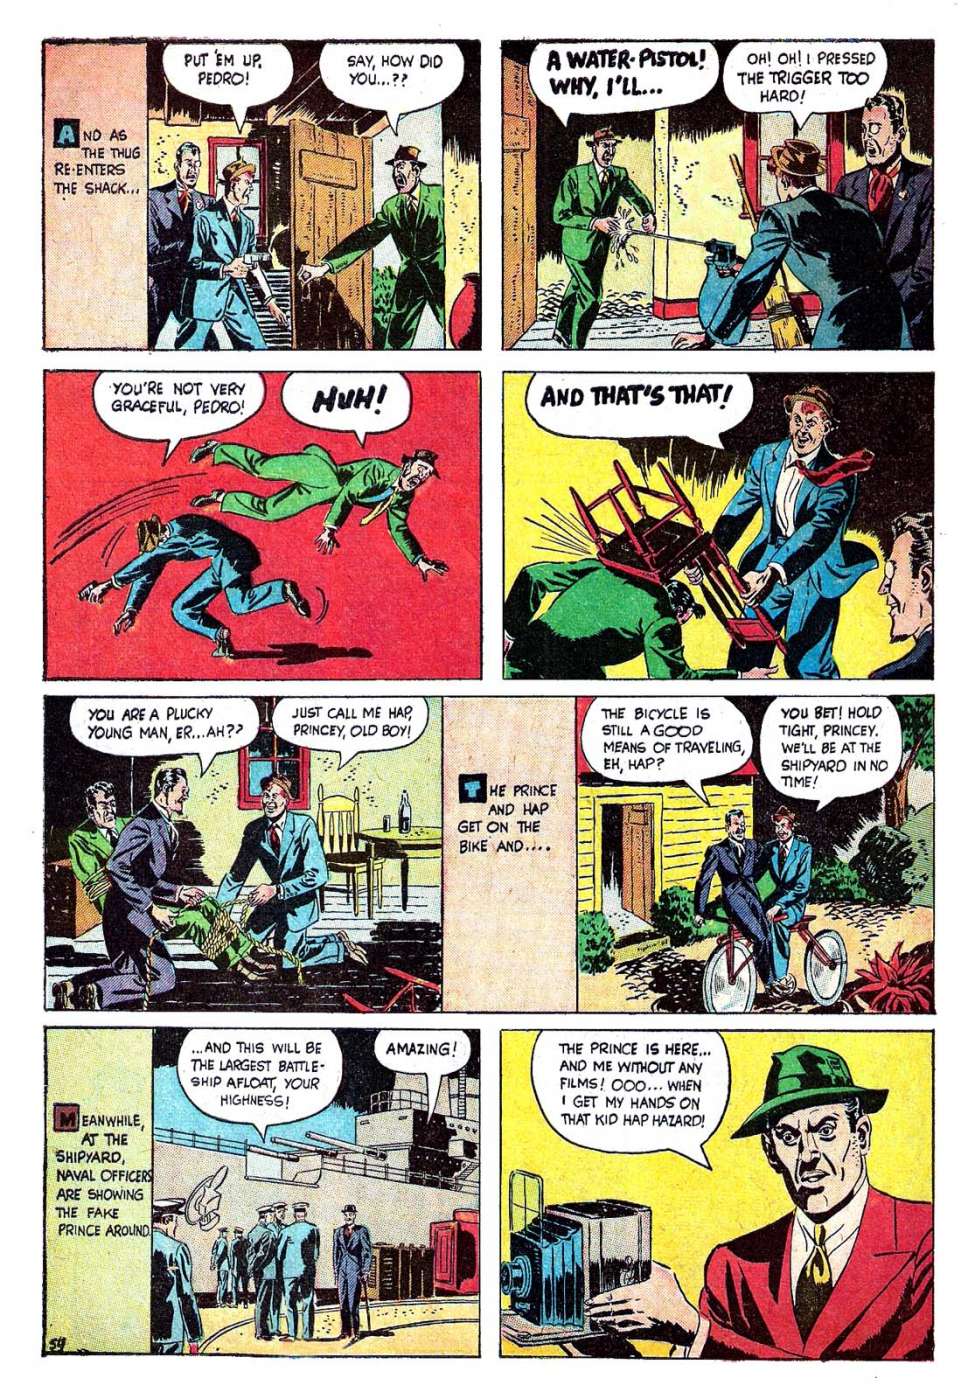 AND AS
THE THUG
RE-ENTERS
THE SHACK...
PUT 'EM UP,
PEDRO!
SAY, HOW DID
YOU...??
A WATER-PISTOL!
WHY, I'LL...
OH! OH! I PRESSED
THE TRIGGER TOO
HARD!
YOU'RE NOT VERY
GRACEFUL, PEDRO!
HUH!
AND THAT'S THAT!
YOU ARE A PLUCKY
YOUNG MAN, ER...AH??
JUST CALL ME HAP,
PRINCEY, OLD BOY!
THE PRINCE
AND HAP
GET ON THE
BIKE AND....
THE BICYCLE IS
STILL A GOOD
MEANS OF TRAVELING,
EH, HAP?
YOU BET! HOLD
TIGHT, PRINCEY.
WE'LL BE AT THE
SHIPYARD IN NO
TIME!
MEANWHILE,
AT THE
SHIPYARD,
NAVAL OFFICERS
ARE SHOWING
THE FAKE
PRINCE AROUND.
...AND THIS WILL BE
THE LARGEST BATTLE-
SHIP AFLOAT, YOUR
HIGHNESS!
AMAZING!
THE PRINCE IS HERE...
AND ME WITHOUT ANY
FILMS! OOO... WHEN
I GET MY HANDS ON
THAT KID HAP HAZARD!
59